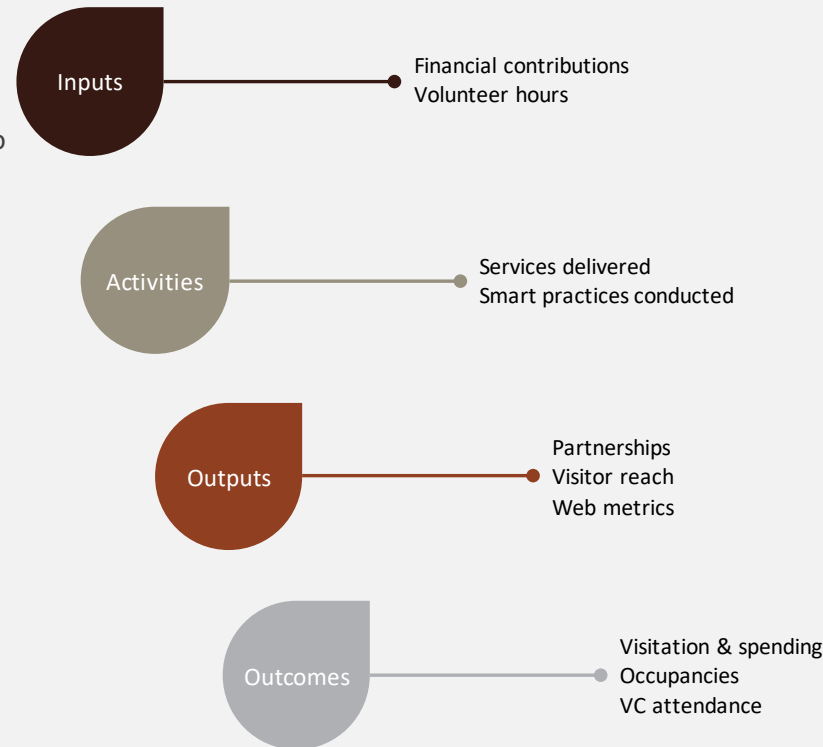 Inputs
Financial contributions
Volunteer hours
Activities
Services delivered
Smart practices conducted
Outputs
Partnerships
Visitor reach
Web metrics
Outcomes
Visitation & spending
Occupancies
VC attendance